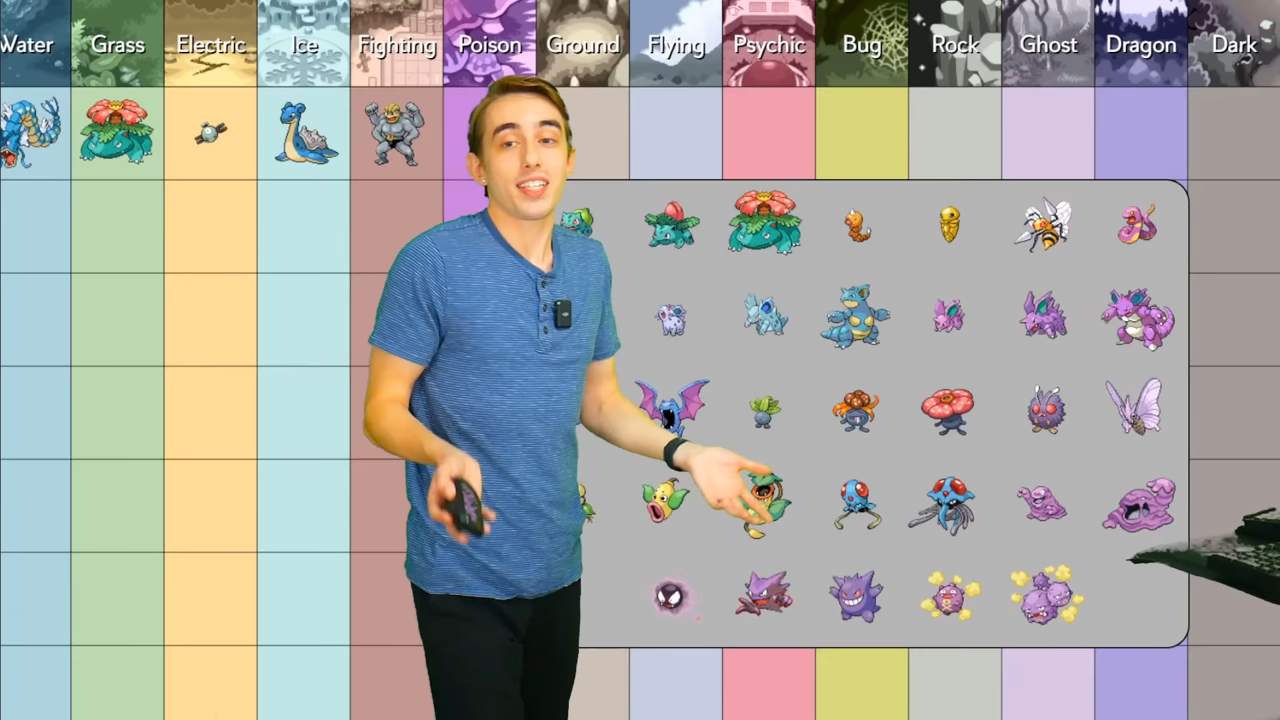 Water
Grass
Electric
Ice
Fighting
Poison
Ground
Flying
Psychic
Bug
Rock
Ghost
Dragon
Dark